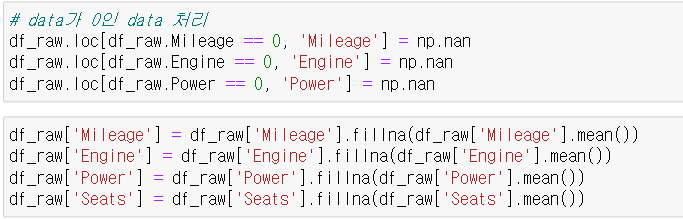 # data가 0인 data 처리
df_raw.loc[df_raw.Mileage == 0, 'Mileage'] = np.nan
df_raw.loc[df_raw.Engine == 0, 'Engine'] = np.nan
df_raw.loc[df_raw.Power == 0, 'Power'] = np.nan
df_raw['Mileage'] = df_raw['Mileage'].fillna(df_raw['Mileage'].mean())
df_raw['Engine'] = df_raw['Engine'].fillna(df_raw['Engine'].mean())
df_raw['Power'] = df_raw['Power'].fillna(df_raw['Power'].mean())
df_raw['Seats'] = df_raw['Seats'].fillna(df_raw['Seats'].mean())